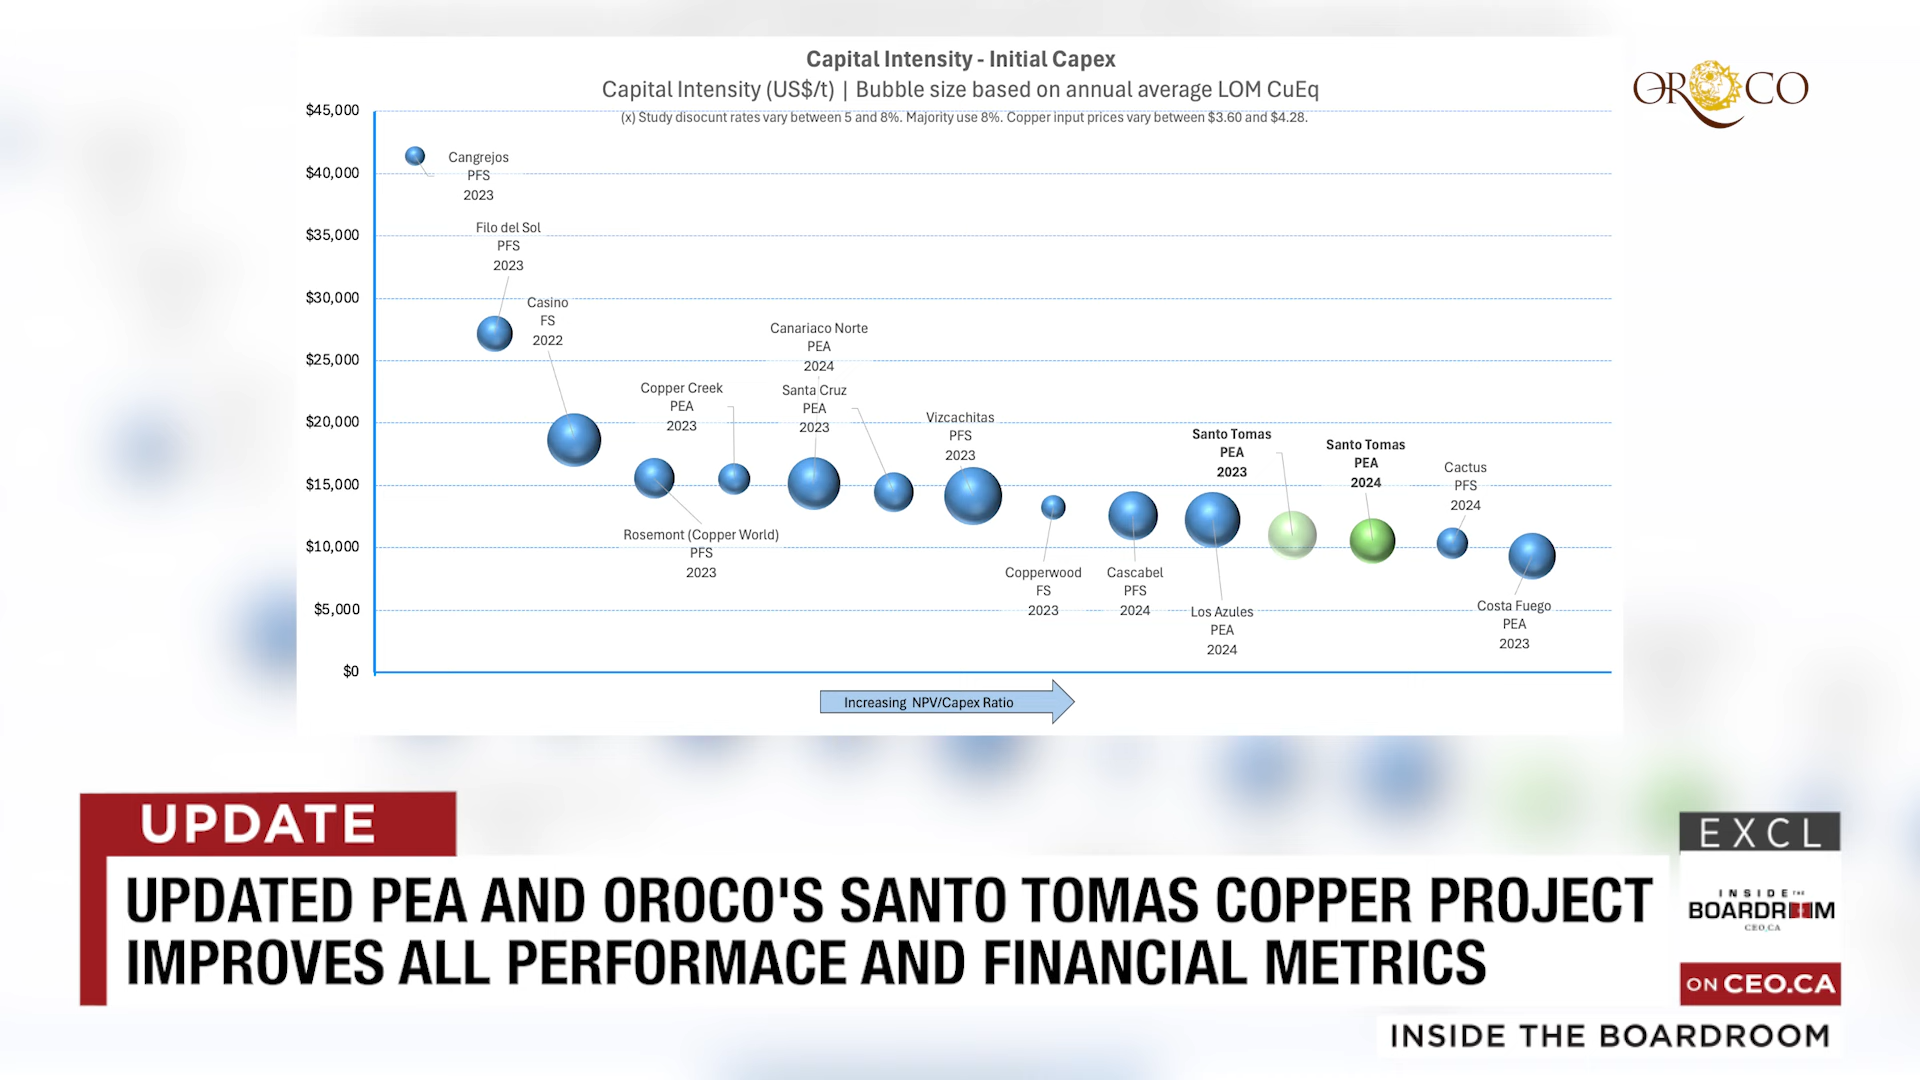 Capital Intensity - Initial Capex
Capital Intensity (US$/t) | Bubble size based on annual average LOM CuEq
(x) Study disocunt rates vary between 5 and 8%. Majority use 8%. Copper input prices vary between $3.60 and $4.28.
OROCO
$45,000
$40,000
$35,000
$30,000
$25,000
$20,000
$15,000
$10,000
$5,000
$0
Cangrejos
PFS
2023
Filo del Sol
PFS
2023
Casino
FS
2022
Rosemont (Copper World)
PFS
2023
Copper Creek
PEA
2023
Canariaco Norte
PEA
2024
Santa Cruz
PEA
2023
Vizcachitas
PFS
2023
Copperwood
FS
2023
Cascabel
PFS
2024
Los Azules
PEA
2024
Santo Tomas
PEA
2023
Santo Tomas
PEA
2024
Cactus
PFS
2024
Costa Fuego
PEA
2023
Increasing NPV/Capex Ratio
UPDATE
UPDATED PEA AND OROCO'S SANTO TOMAS COPPER PROJECT
IMPROVES ALL PERFORMACE AND FINANCIAL METRICS
EXCL
INSIDE THE
BOARDROOM
CEO.CA
ON CEO.CA
INSIDE THE BOARDROOM